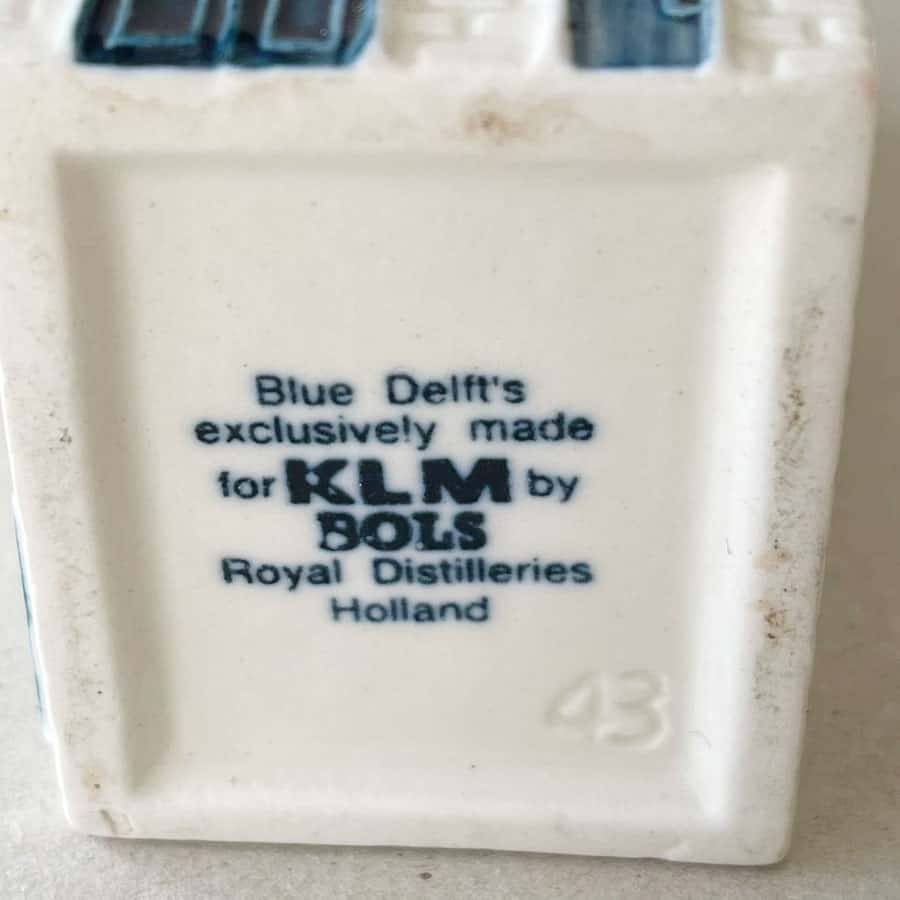 Blue Delft's
exclusively made
for KLM by
BOLS
Royal Distilleries
Holland
43